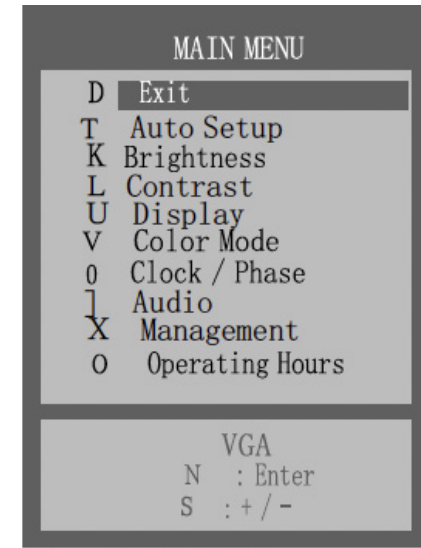 MAIN MENU
D Exit
T Auto Setup
K Brightness
L Contrast
U Display
V Color Mode
0 Clock / Phase
] Audio
X Management
O Operating Hours
VGA
N : Enter
S : + / -